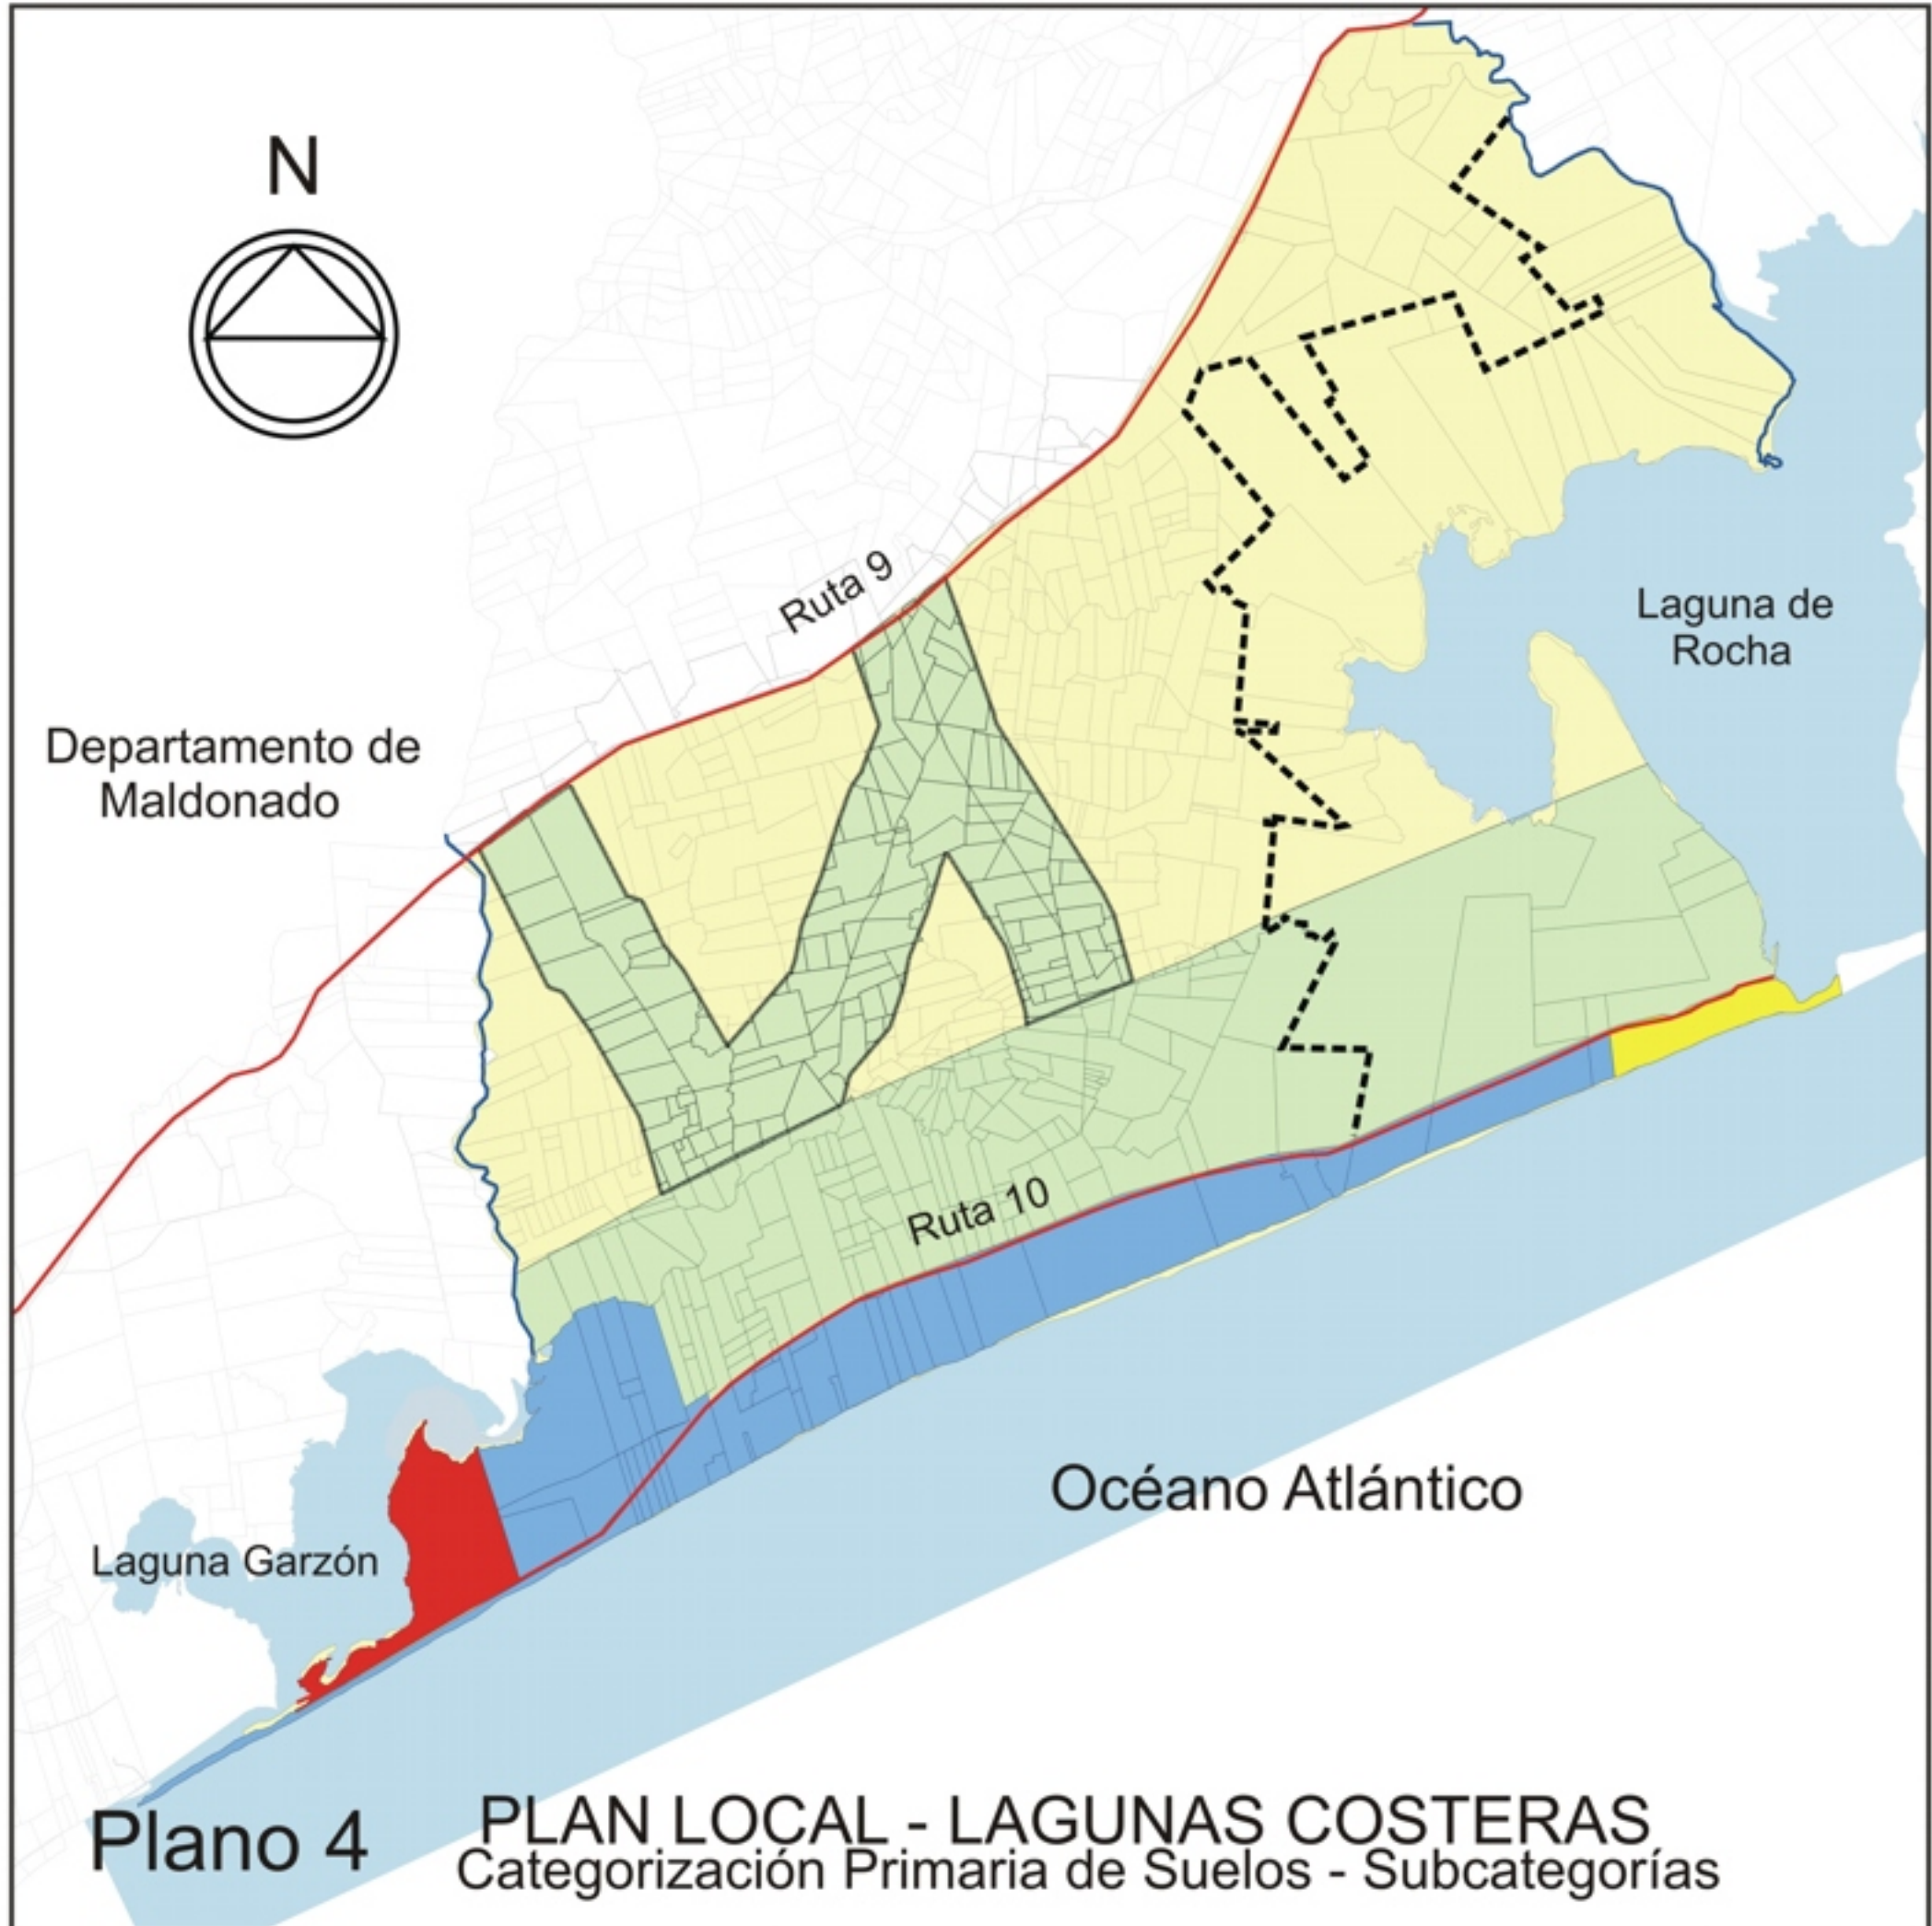 N
Ruta 9
Laguna de
Rocha
Departamento de
Maldonado
Ruta 10
Océano Atlántico
Laguna Garzón
Plano 4
PLAN LOCAL - LAGUNAS COSTERAS
Categorización Primaria de Suelos - Subcategorías